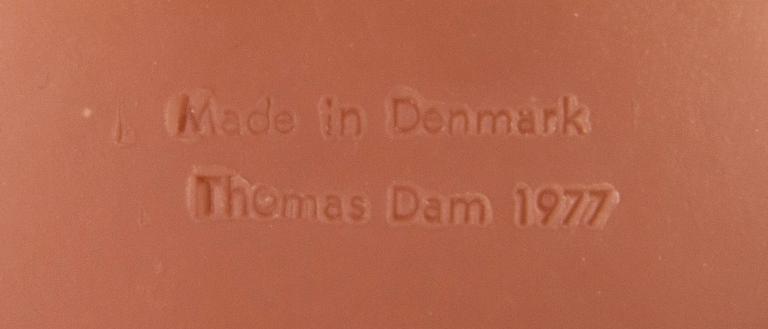 Made in Denmark
Thomas Dam 1977